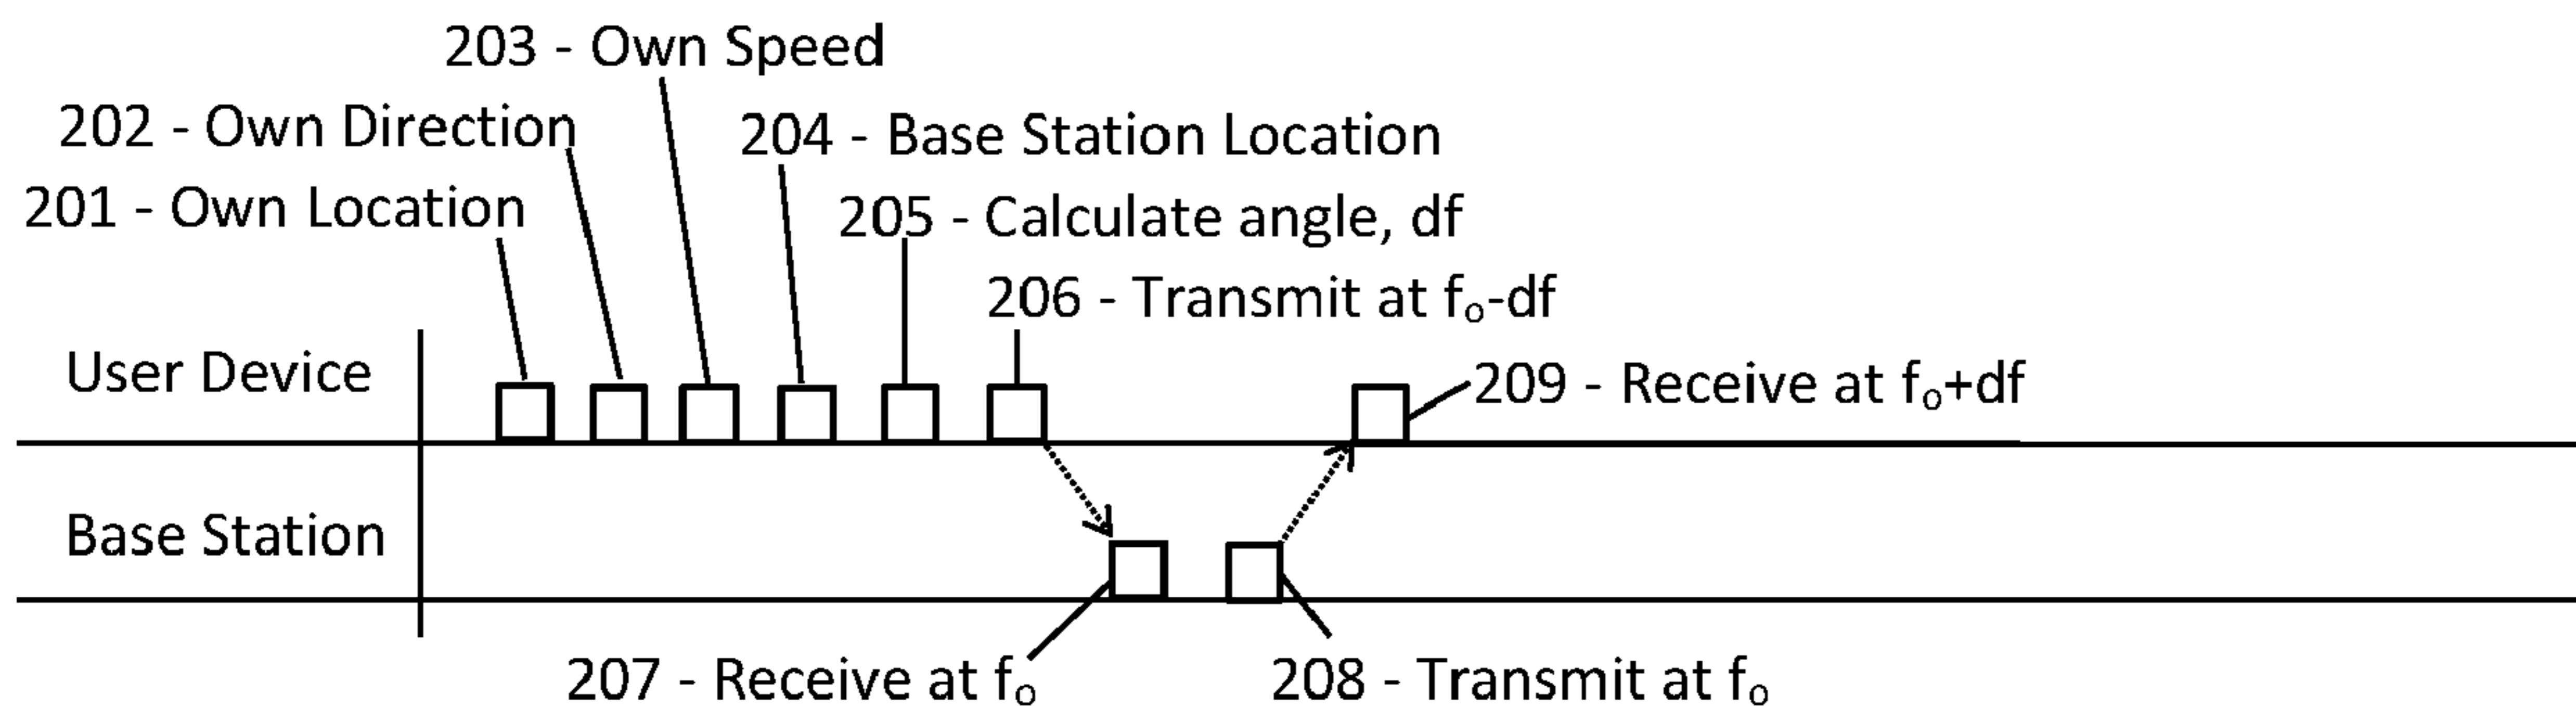 203 - Own Speed
202 - Own Direction
204 - Base Station Location
201 - Own Location
205 - Calculate angle, df
206 - Transmit at fₒ-df
User Device
209 - Receive at fₒ+df
Base Station
207 - Receive at fₒ
208 - Transmit at fₒ